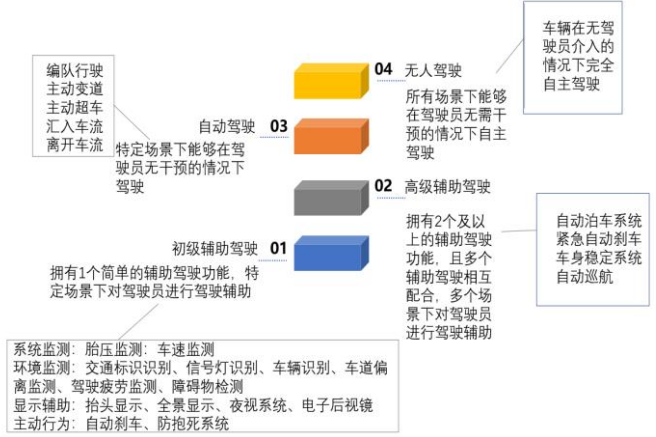 编队行驶
主动变道
主动超车
汇入车流
离开车流
04 无人驾驶
所有场景下能够
在驾驶员无需干
预的情况下自主
驾驶
车辆在无驾
驶员介入的
情况下完全
自主驾驶
自动驾驶 03
特定场景下能够在驾
驶员无干预的情况下
驾驶
02 高级辅助驾驶
拥有2个及以
上的辅助驾驶
功能，且多个
辅助驾驶相互
配合，多个场
景下对驾驶员
进行驾驶辅助
自动泊车系统
紧急自动刹车
车身稳定系统
自动巡航
初级辅助驾驶 01
拥有1个简单的辅助驾驶功能，特
定场景下对驾驶员进行驾驶辅助
系统监测：胎压监测：车速监测
环境监测：交通标识识别、信号灯识别、车辆识别、车道偏
离监测、驾驶疲劳监测、障碍物检测
显示辅助：抬头显示、全景显示、夜视系统、电子后视镜
主动行为：自动刹车、防抱死系统